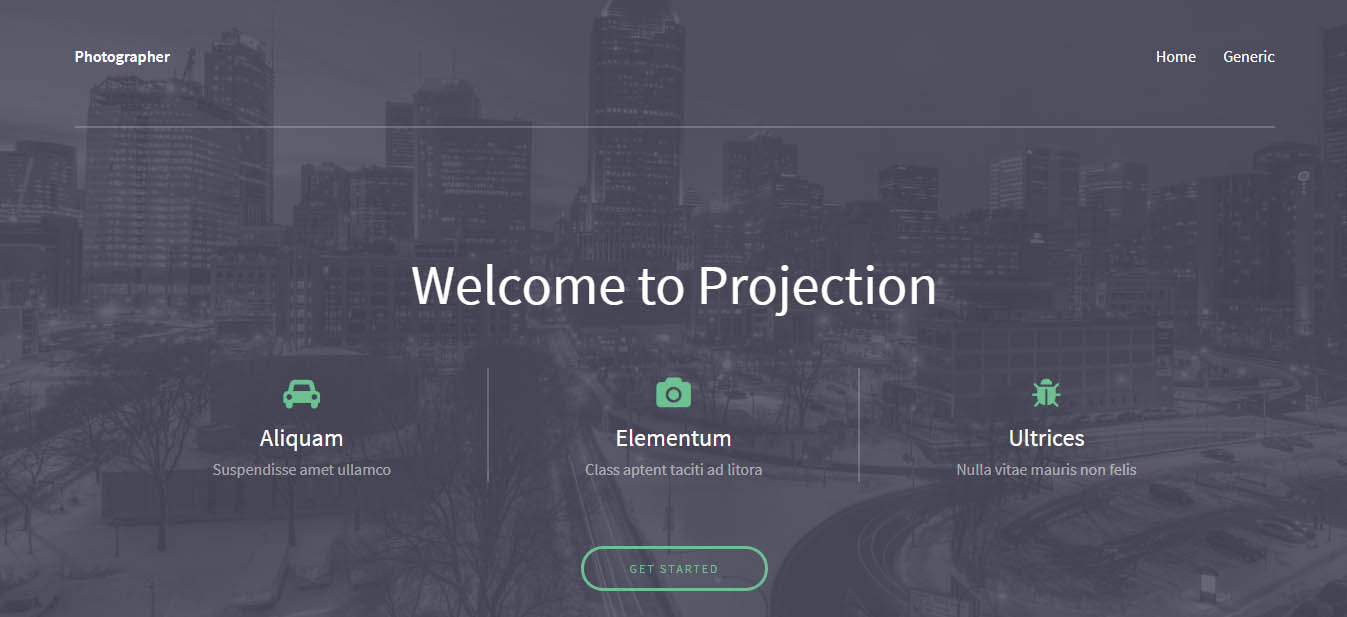 Photographer
Home
Generic
Welcome to Projection
Aliquam
Suspendisse amet ullamco
Elementum
Class aptent taciti ad litora
Ultrices
Nulla vitae mauris non felis
GET STARTED